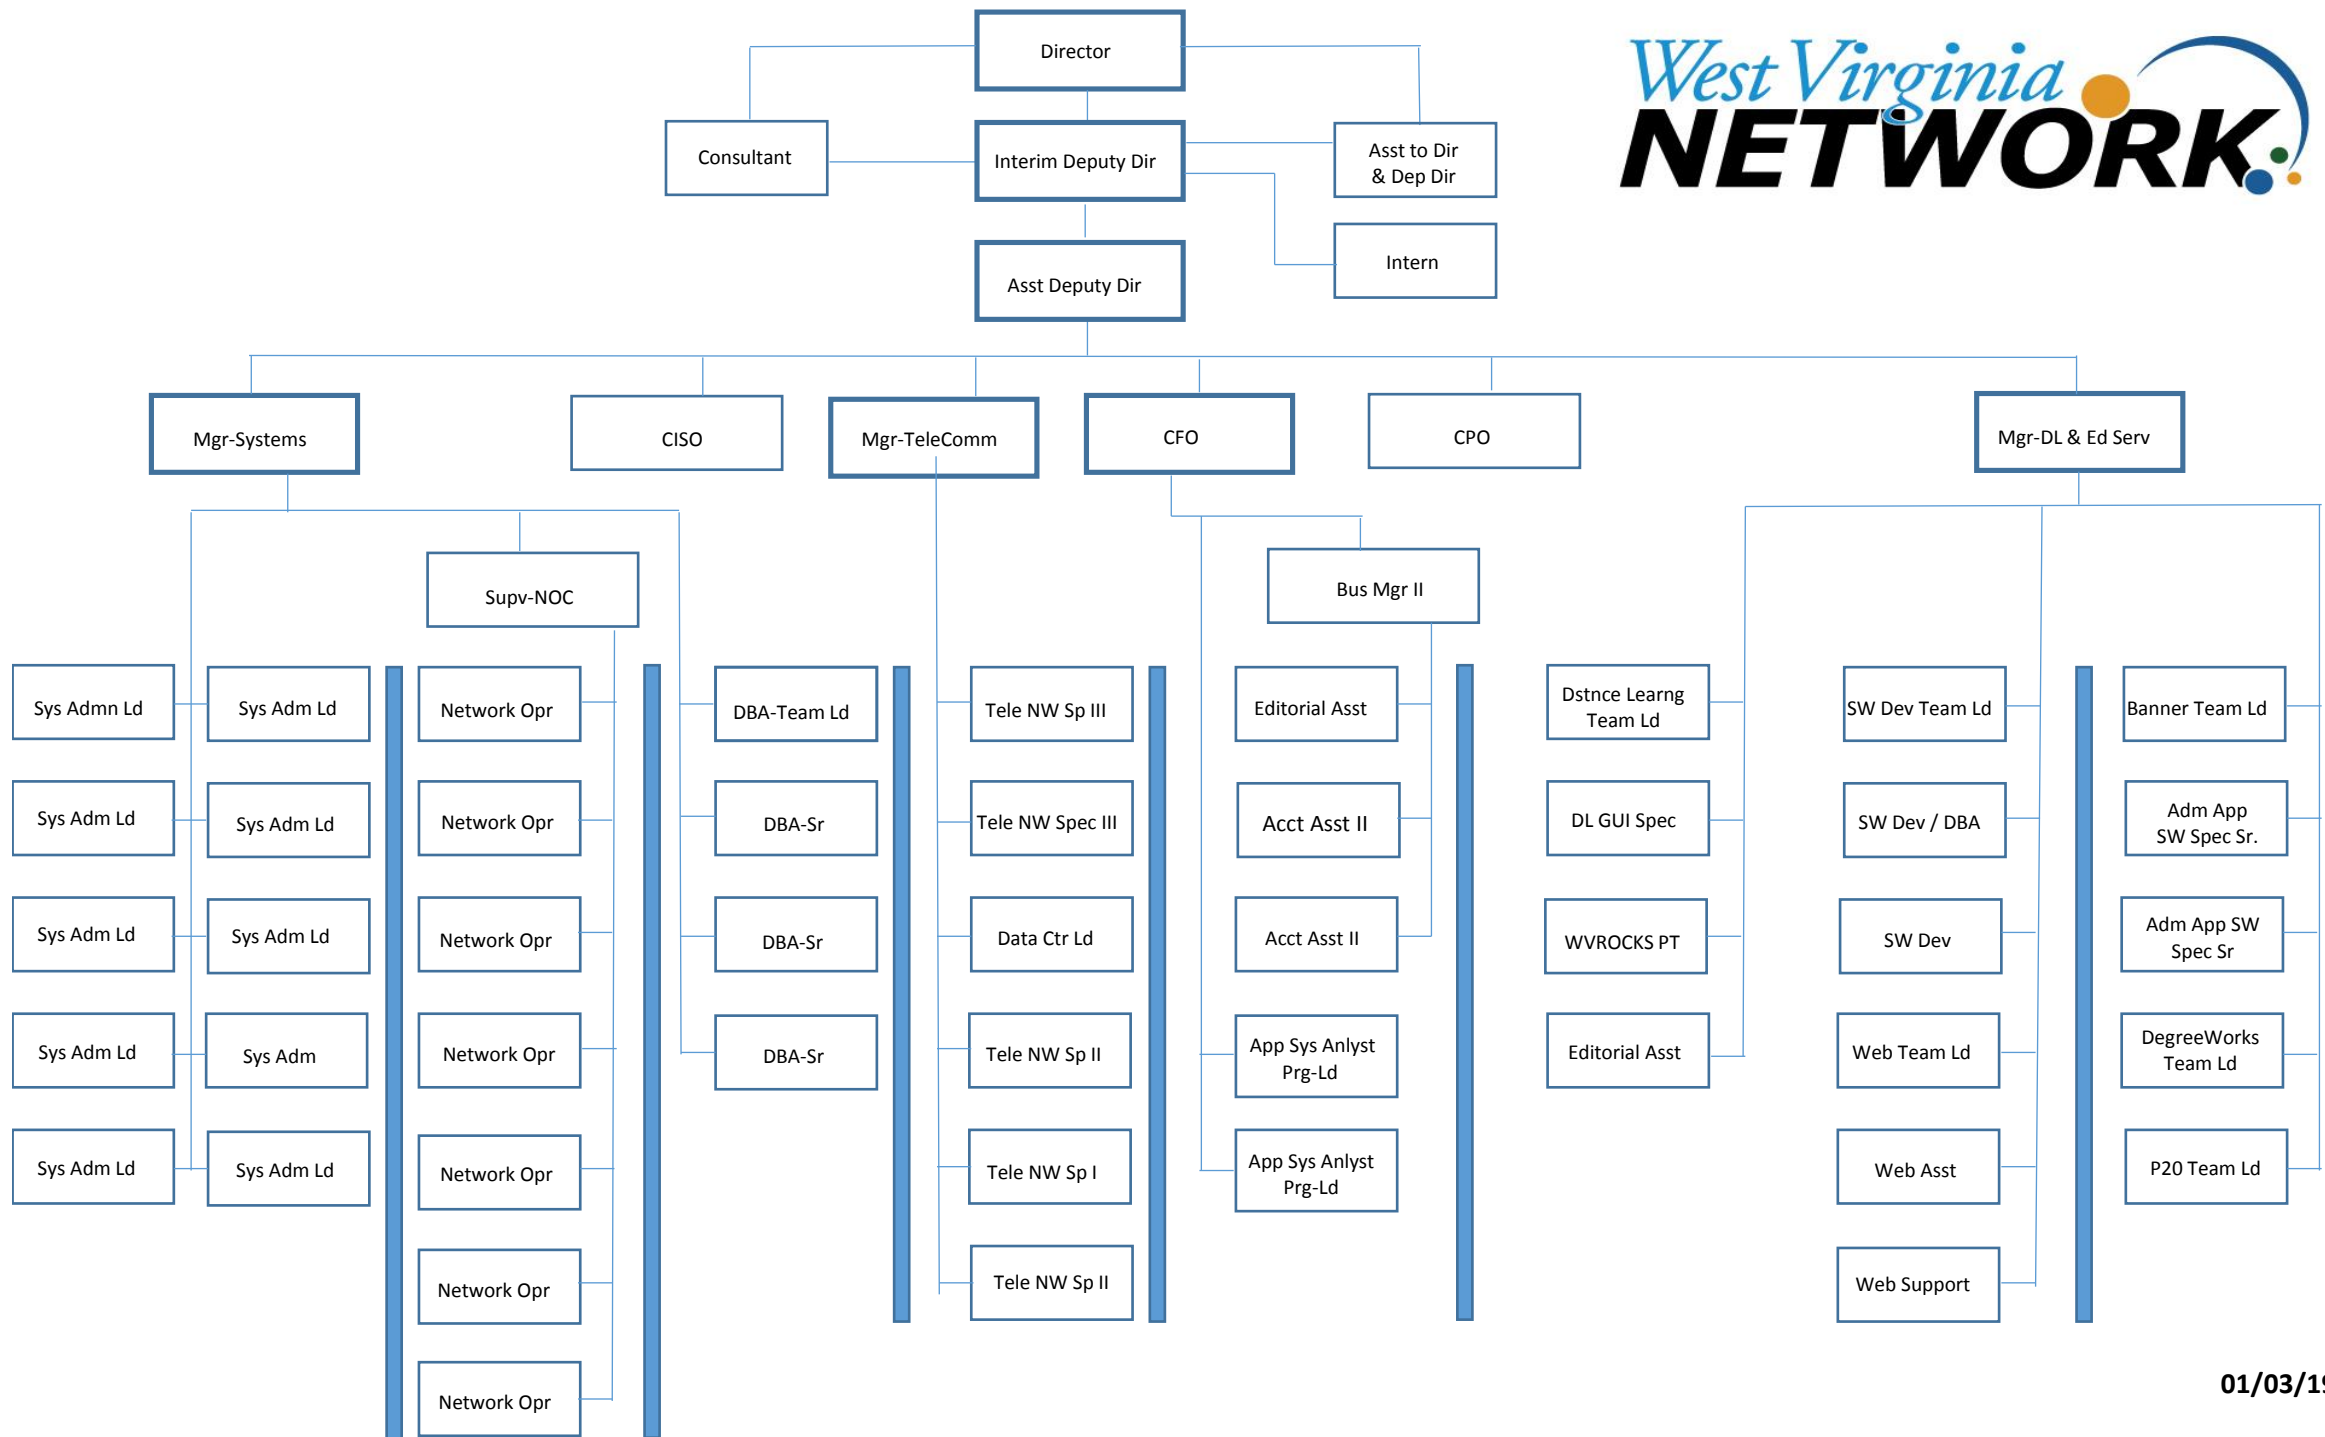 Director
West Virginia
NETWORK
Consultant
Interim Deputy Dir
Asst to Dir
& Dep Dir
Intern
Asst Deputy Dir
Mgr-Systems
CISO
Mgr-TeleComm
CFO
CPO
Mgr-DL & Ed Serv
Supv-NOC
Bus Mgr II
Sys Admn Ld
Sys Adm Ld
Network Opr
DBA-Team Ld
Tele NW Sp III
Editorial Asst
Dstnce Learng
Team Ld
SW Dev Team Ld
Banner Team Ld
Sys Adm Ld
Sys Adm Ld
Network Opr
DBA-Sr
Tele NW Spec III
Acct Asst II
DL GUI Spec
SW Dev / DBA
Adm App
SW Spec Sr.
Sys Adm Ld
Sys Adm Ld
Network Opr
DBA-Sr
Data Ctr Ld
Acct Asst II
WVROCKS PT
SW Dev
Adm App SW
Spec Sr
Sys Adm Ld
Sys Adm
Network Opr
DBA-Sr
Tele NW Sp II
App Sys Anlyst
Prg-Ld
Editorial Asst
Web Team Ld
DegreeWorks
Team Ld
Sys Adm Ld
Sys Adm Ld
Network Opr
Tele NW Sp I
App Sys Anlyst
Prg-Ld
Web Asst
P20 Team Ld
Network Opr
Tele NW Sp II
Web Support
Network Opr
01/03/19